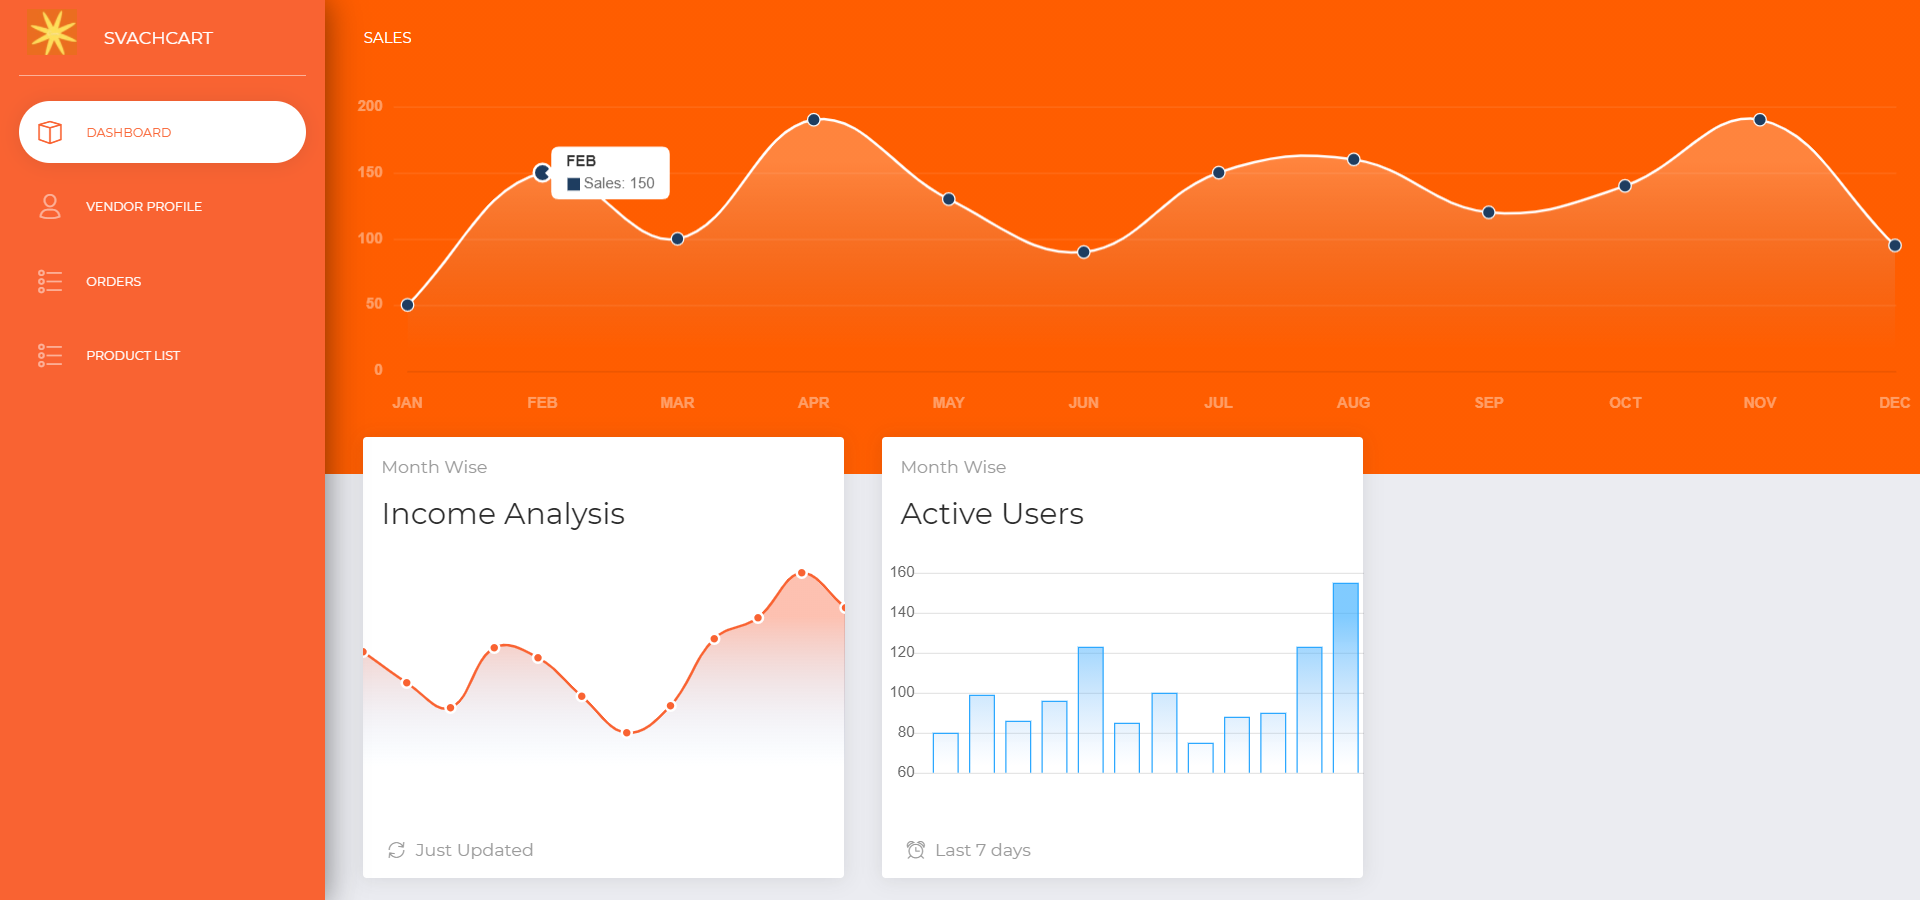 SVACHCART
DASHBOARD
VENDOR PROFILE
ORDERS
PRODUCT LIST
SALES
200
150
100
50
0
FEB
Sales: 150
JAN FEB MAR APR MAY JUN JUL AUG SEP OCT NOV DEC
Month Wise
Income Analysis
Just Updated
Month Wise
Active Users
160
140
120
100
80
60
Last 7 days